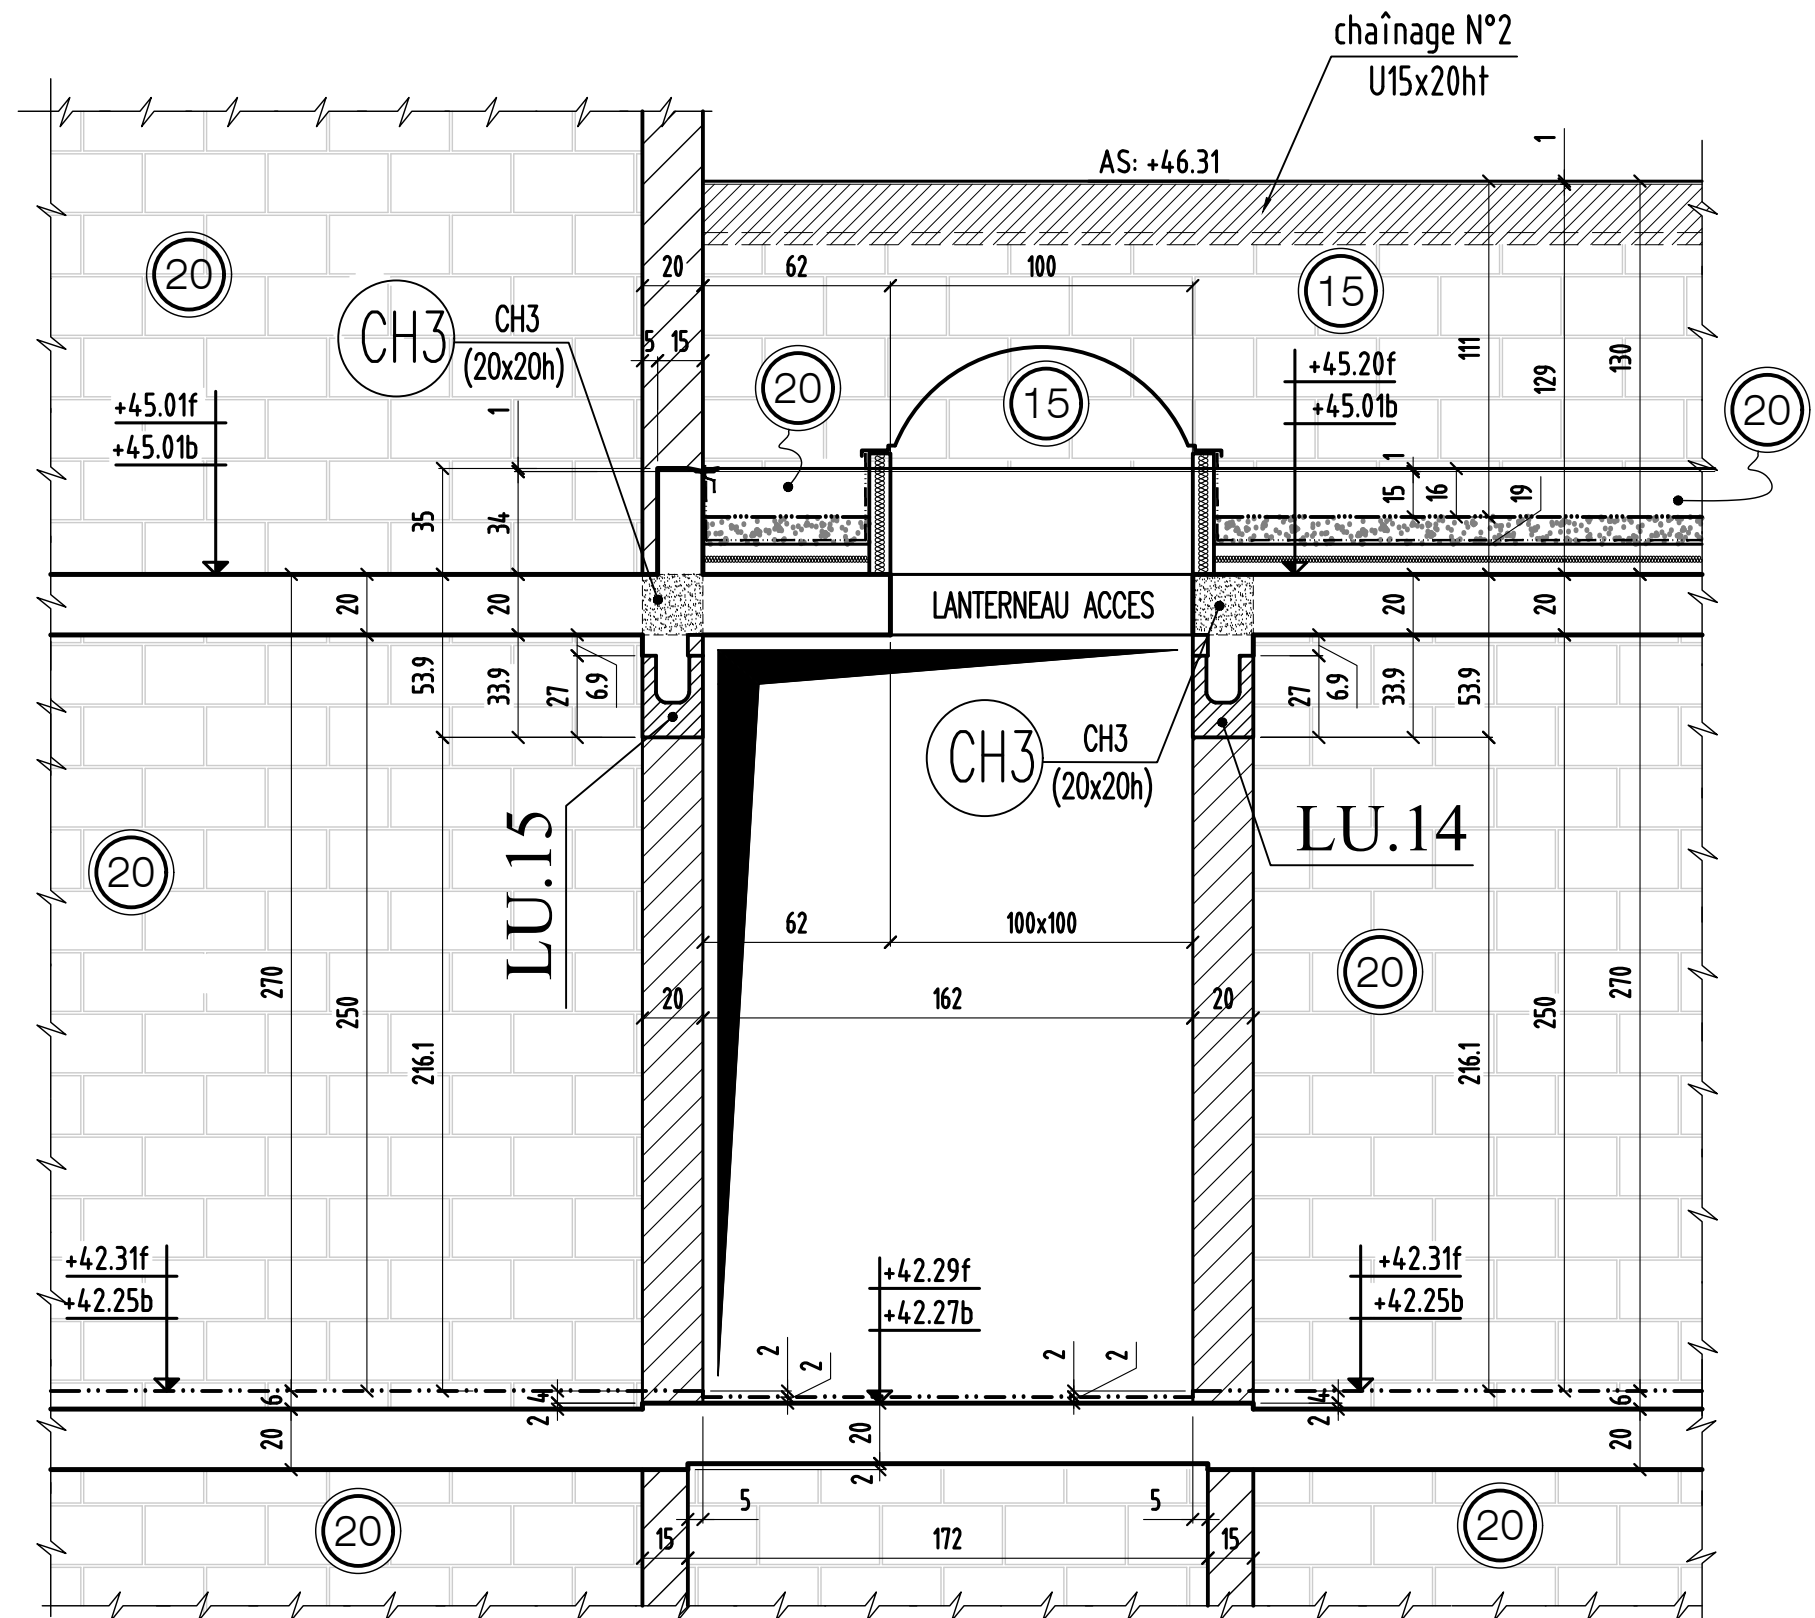 chaînage N°2
U15x20ht
AS: +46.31
1
20
62
100
20
15
CH3
CH3
(20x20h)
5
15
20
15
111
129
130
+45.20f
+45.01b
20
+45.01f
+45.01b
1
35
34
1
15
16
19
20
20
LANTERNEAU ACCES
20
20
53.9
33.9
27
6.9
27
6.9
33.9
53.9
CH3
CH3
(20x20h)
LU.15
LU.14
20
62
100x100
20
20
162
20
270
250
216.1
216.1
250
270
+42.31f
+42.25b
+42.29f
+42.27b
+42.31f
+42.25b
2
2
2
2
6
4
2
4
2
6
20
20
2
20
5
5
15
172
15
20
20